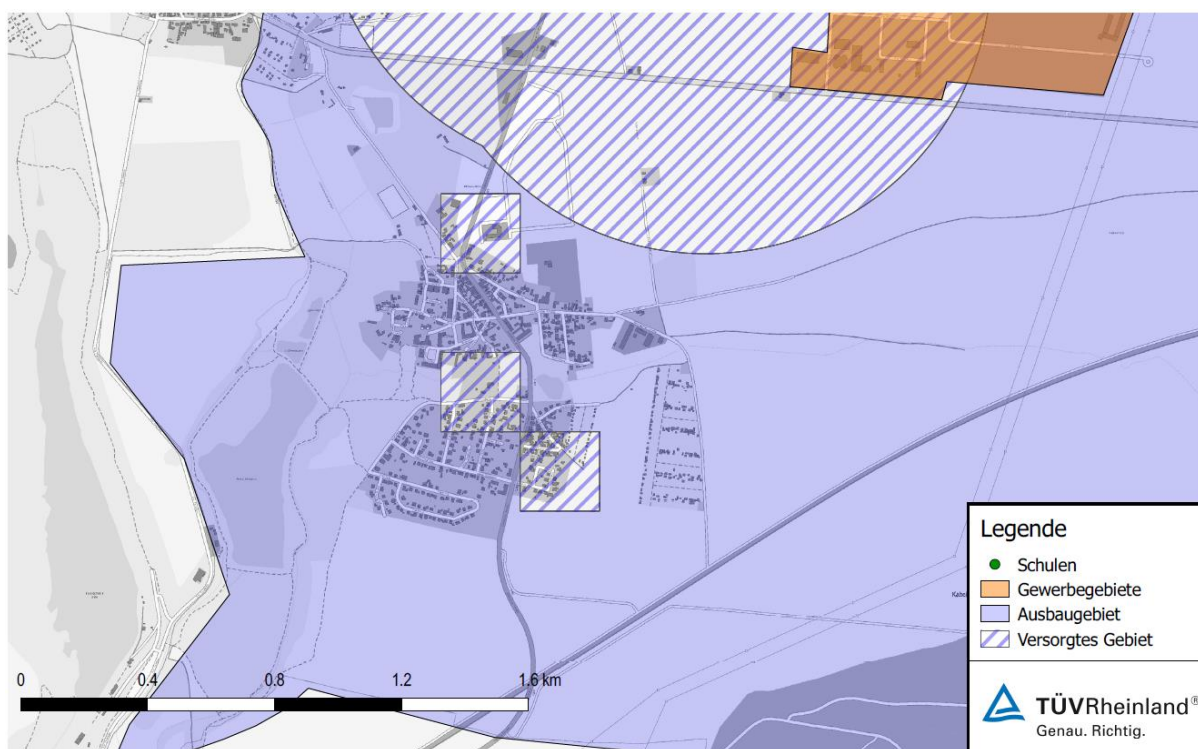 0
0.4
0.8
1.2
1.6 km
Legende
Schulen
Gewerbegebiete
Ausbaugebiet
Versorgtes Gebiet
TÜVRheinland®
Genau. Richtig.